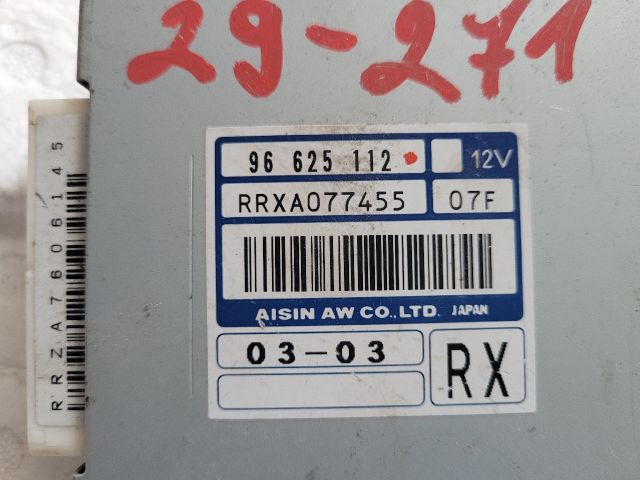 29-271
96 625 112 12V
RRXA077455 07F
AISIN AW CO.,LTD. JAPAN
03-03 RX
RRZA7606145